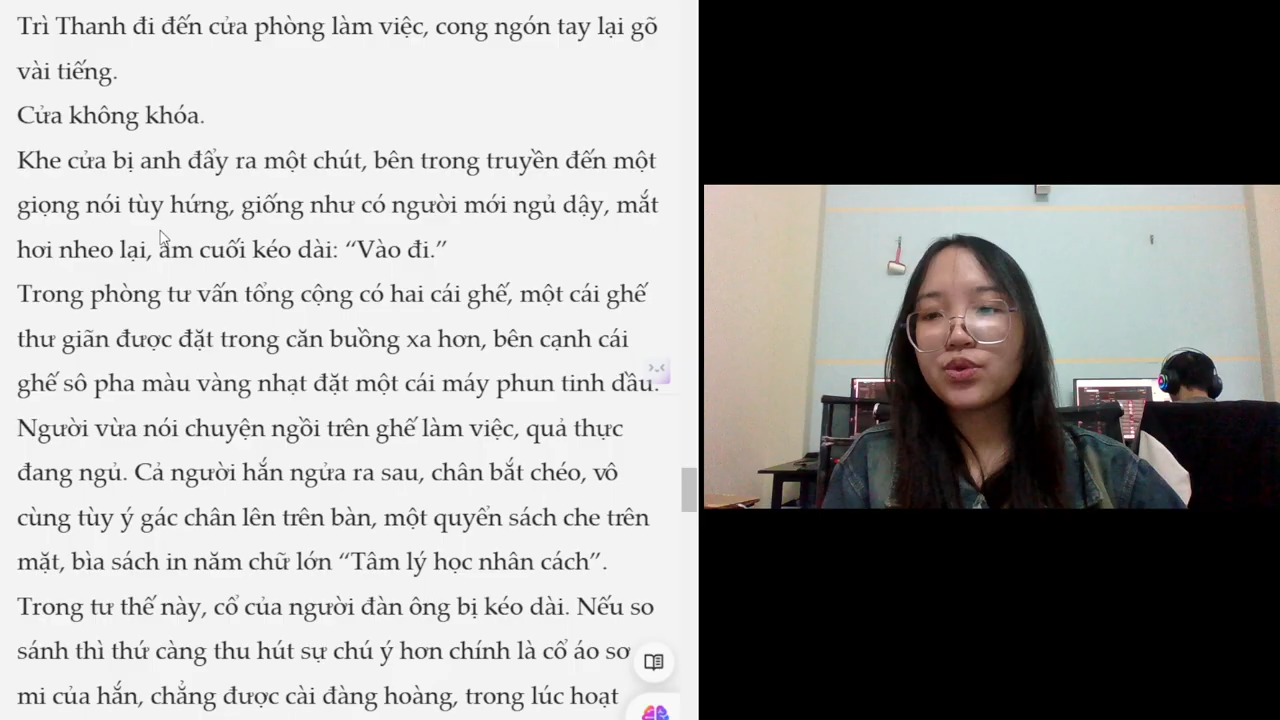 Trì Thanh đi đến cửa phòng làm việc, cong ngón tay lại gõ
vài tiếng.
Cửa không khóa.
Khe cửa bị anh đẩy ra một chút, bên trong truyền đến một
giọng nói tùy hứng, giống như có người mới ngủ dậy, mắt
hơi nheo lại, âm cuối kéo dài: “Vào đi.”
Trong phòng tư vấn tổng cộng có hai cái ghế, một cái ghế
thư giãn được đặt trong căn buồng xa hơn, bên cạnh cái
ghế sô pha màu vàng nhạt đặt một cái máy phun tinh dầu.
Người vừa nói chuyện ngồi trên ghế làm việc, quả thực
đang ngủ. Cả người hắn ngửa ra sau, chân bắt chéo, vô
cùng tùy ý gác chân lên trên bàn, một quyển sách che trên
mặt, bìa sách in năm chữ lớn “Tâm lý học nhân cách”.
Trong tư thế này, cổ của người đàn ông bị kéo dài. Nếu so
sánh thì thứ càng thu hút sự chú ý hơn chính là cổ áo sơ
mi của hắn, chẳng được cài đàng hoàng, trong lúc hoạt